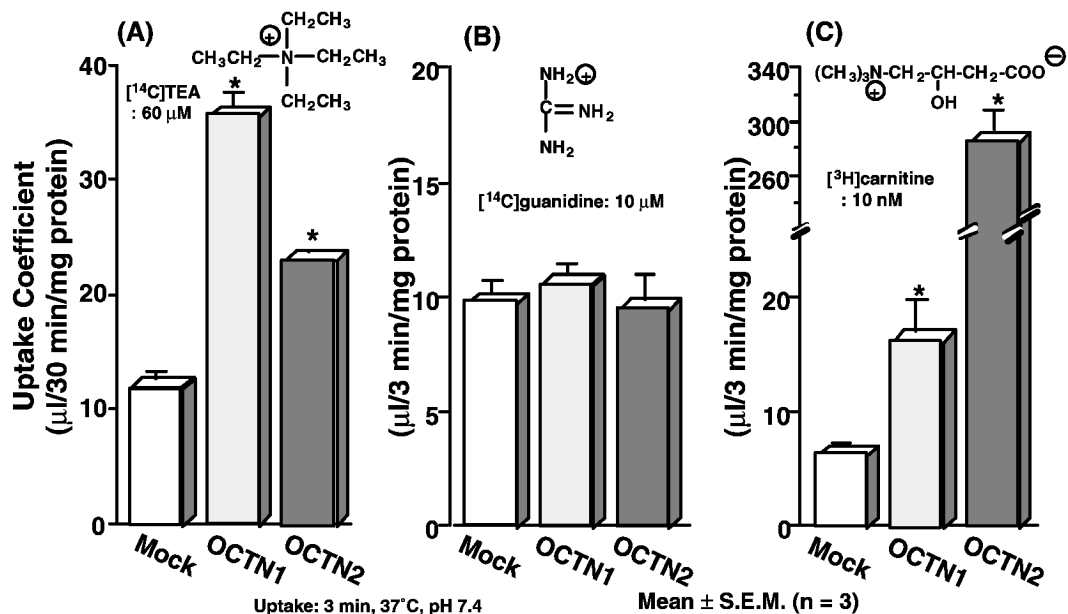 (A)
CH₂CH₃
⊕
CH₃CH₂—N—CH₂CH₃
CH₂CH₃
[¹⁴C]TEA
: 60 µM
*
*
Uptake Coefficient
(µl/30 min/mg protein)
40
30
20
10
0
Mock
OCTN1
OCTN2
(B)
NH₂⊕
C=NH₂
NH₂
[¹⁴C]guanidine: 10 µM
(µl/3 min/mg protein)
20
15
10
5
0
Mock
OCTN1
OCTN2
(C)
(CH₃)₃N-CH₂-CH-CH₂-COO⊖
⊕
OH
[³H]carnitine
: 10 nM
*
*
(µl/3 min/mg protein)
340
300
260
20
10
0
Mock
OCTN1
OCTN2
Uptake: 3 min, 37˚C, pH 7.4
Mean ± S.E.M. (n = 3)